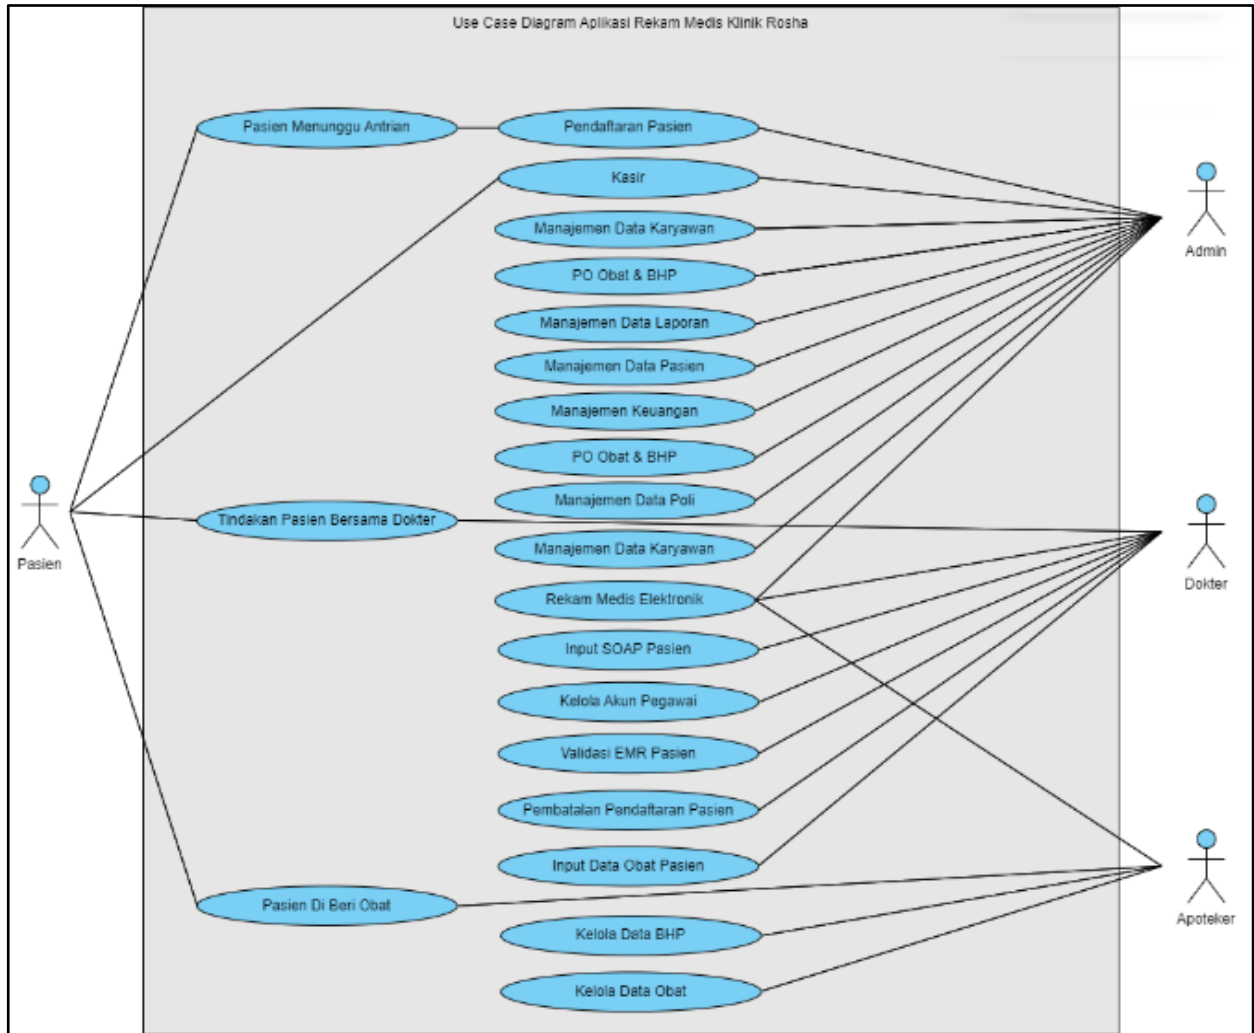 Use Case Diagram Aplikasi Rekam Medis Klinik Rosha
Pasien Menunggu Antrian
Pendaftaran Pasien
Kasir
Manajemen Data Karyawan
Admin
PO Obat & BHP
Manajemen Data Laporan
Manajemen Data Pasien
Manajemen Keuangan
PO Obat & BHP
Manajemen Data Poli
Tindakan Pasien Bersama Dokter
Manajemen Data Karyawan
Pasien
Dokter
Rekam Medis Elektronik
Input SOAP Pasien
Kelola Akun Pegawai
Validasi EMR Pasien
Pembatalan Pendaftaran Pasien
Input Data Obat Pasien
Pasien Di Beri Obat
Apoteker
Kelola Data BHP
Kelola Data Obat